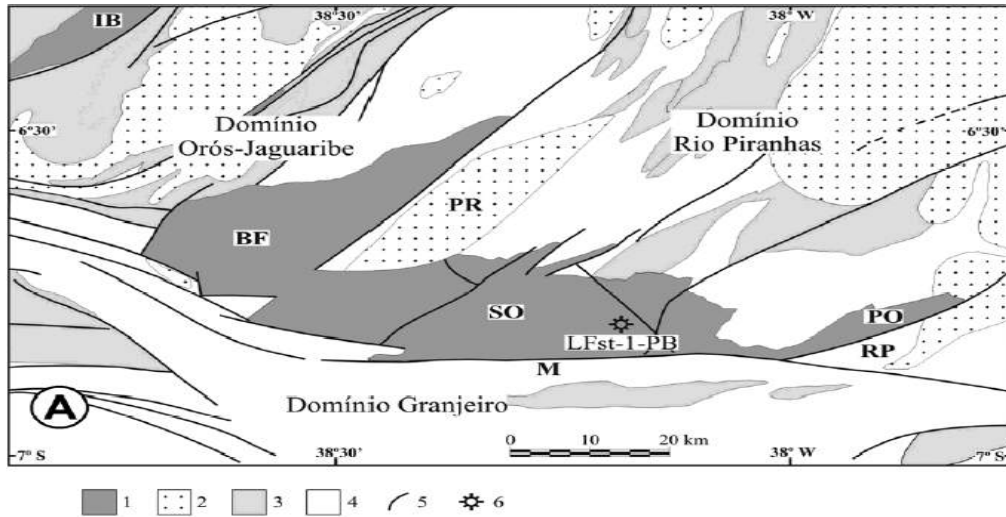 IB
38°30'
38° W
6°30'
Domínio
Orós-Jaguaribe
Domínio
Rio Piranhas
6°30'
PR
BF
SO
PO
LFst-1-PB
RP
M
A
Domínio Granjeiro
0 10 20 km
7° S
38°30'
38° W
7° S
1 2 3 4 5 6